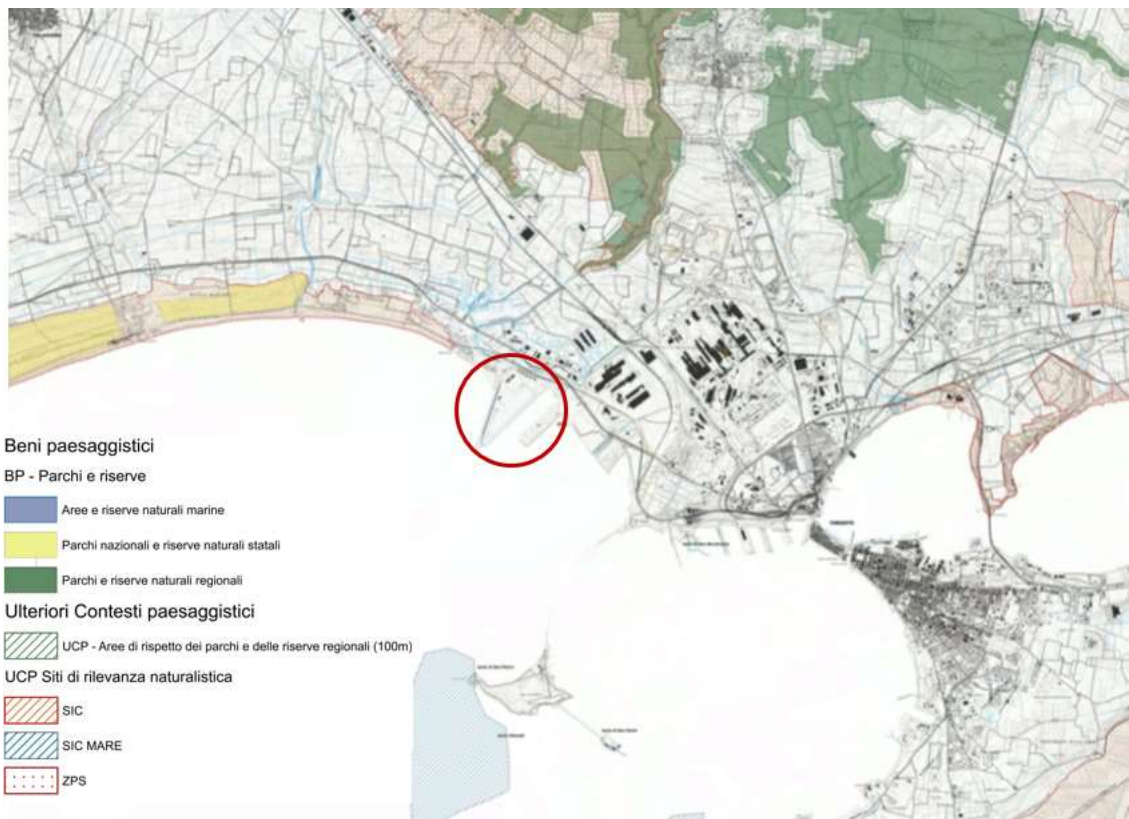 Beni paesaggistici
BP - Parchi e riserve
Aree e riserve naturali marine
Parchi nazionali e riserve naturali statali
Parchi e riserve naturali regionali
Ulteriori Contesti paesaggistici
UCP - Aree di rispetto dei parchi e delle riserve regionali (100m)
UCP Siti di rilevanza naturalistica
SIC
SIC MARE
ZPS
TARANTO